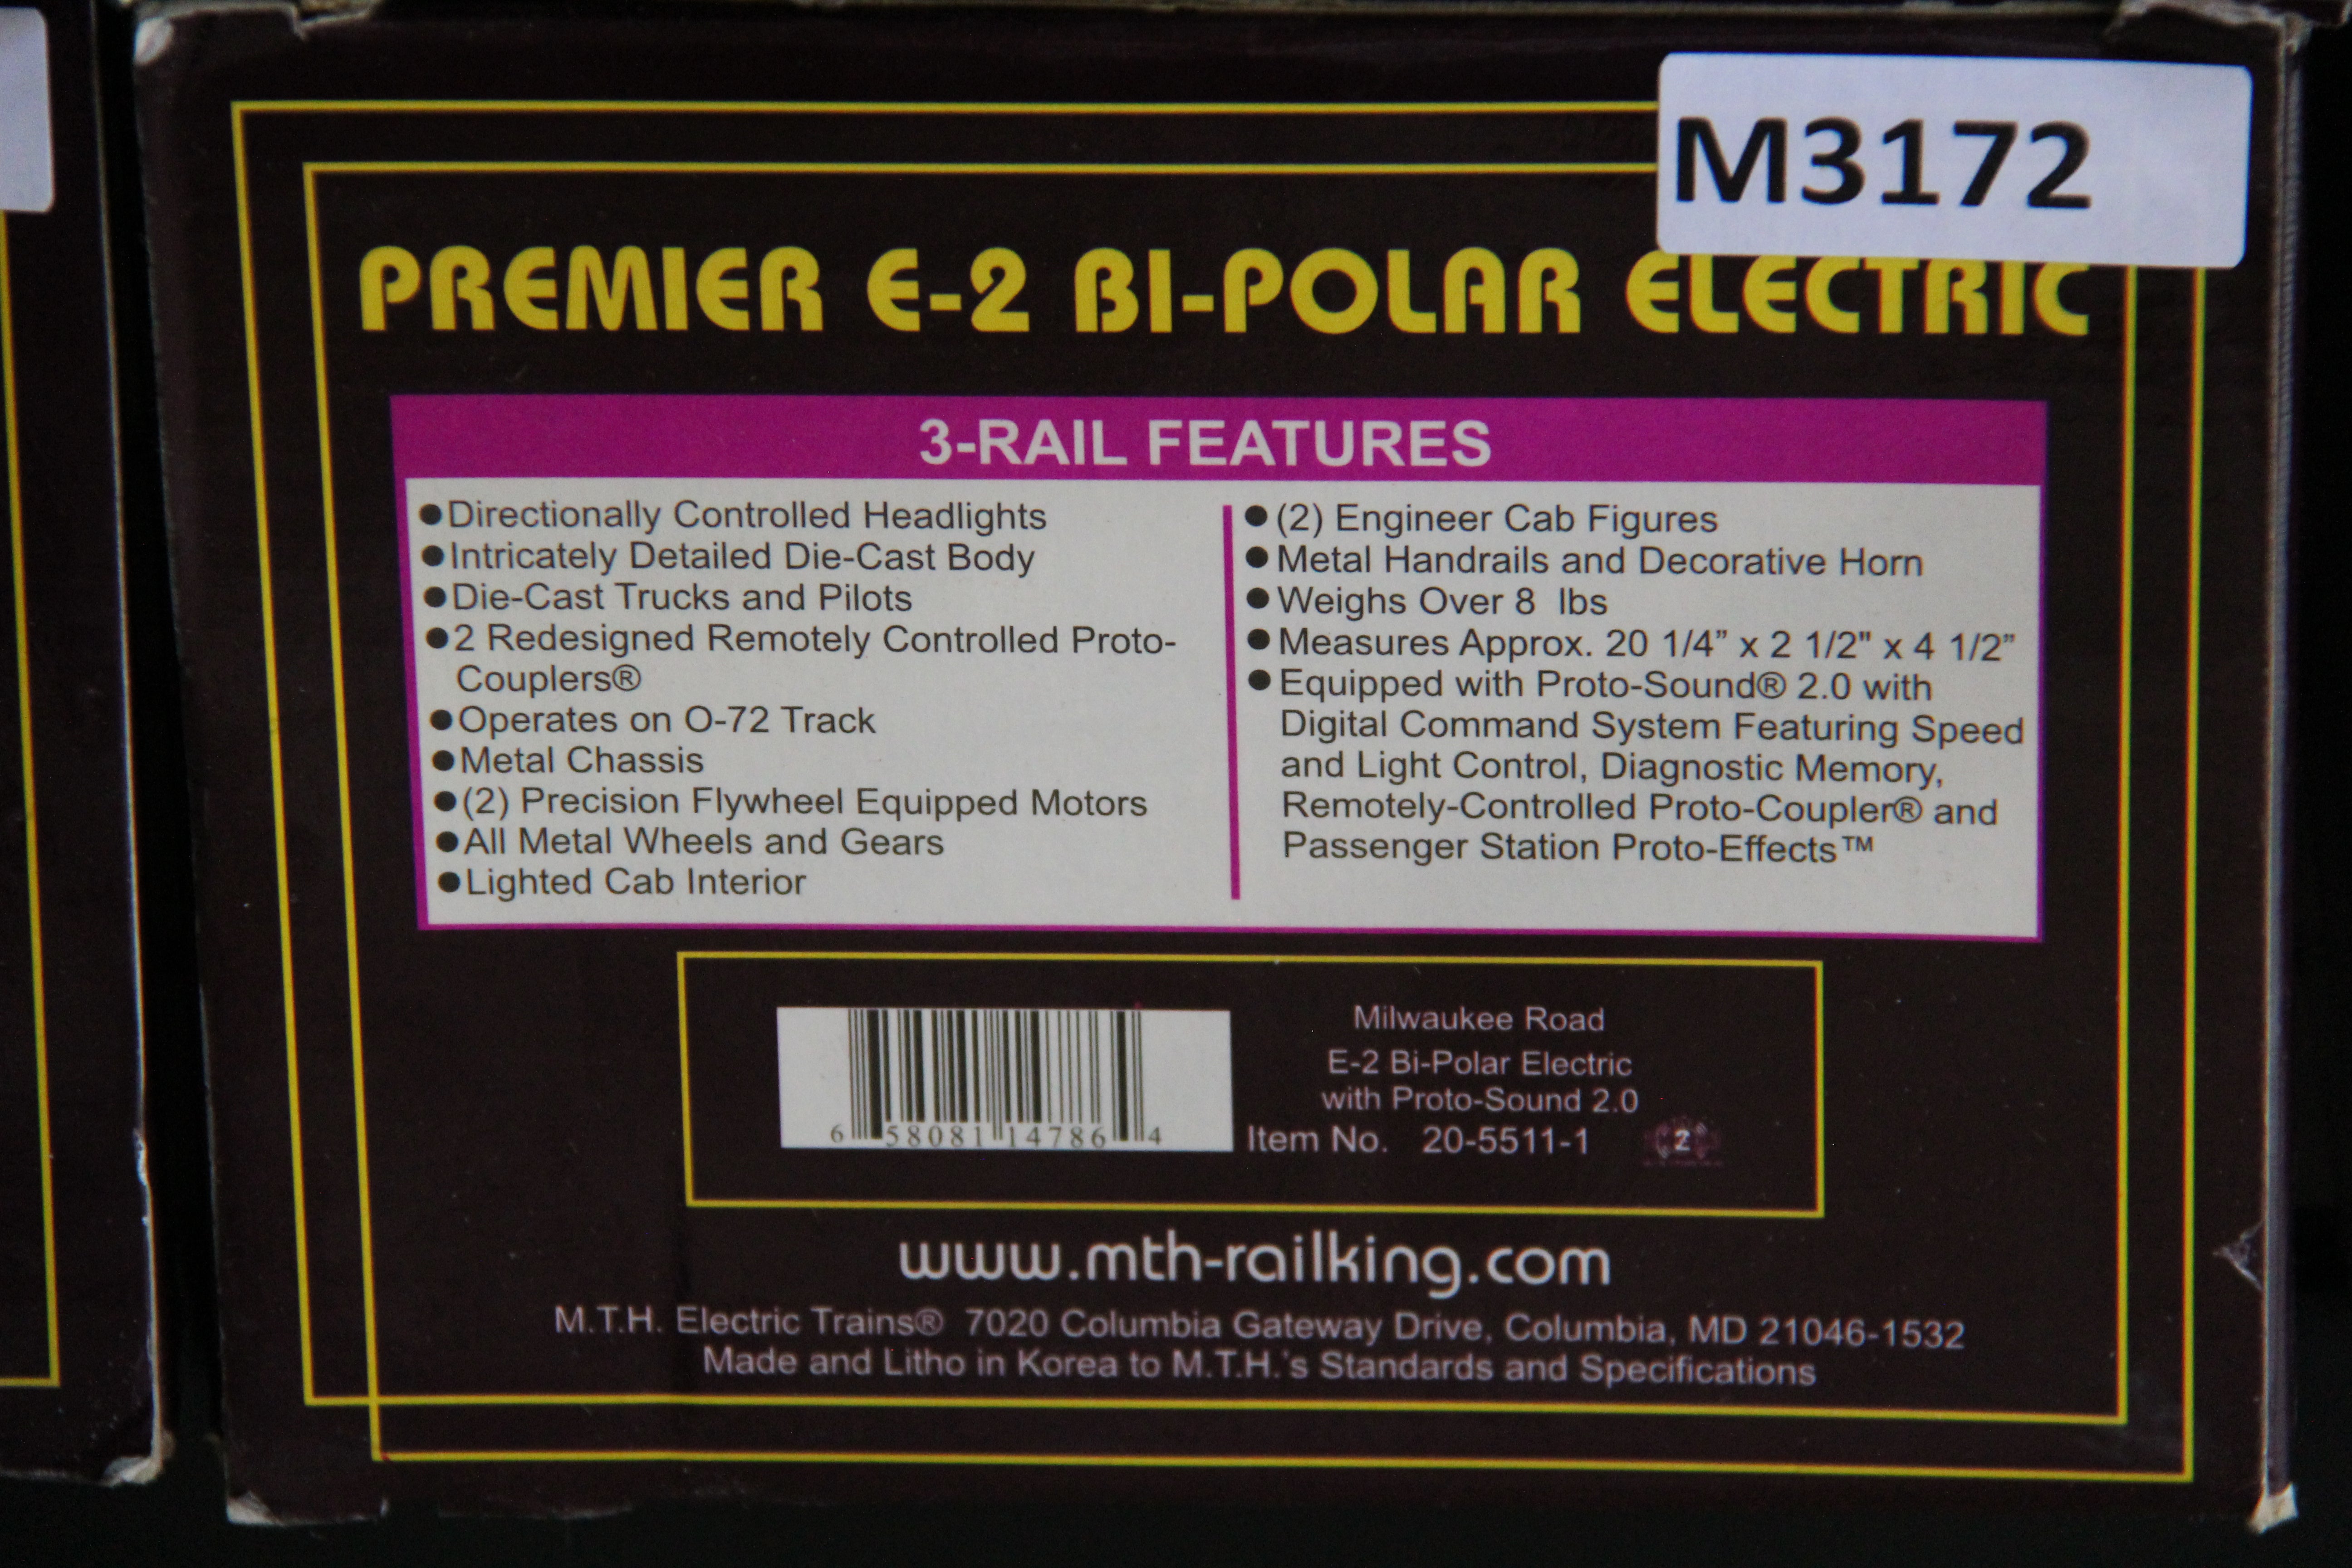 M3172
PREMIER E-2 BI-POLAR ELECTRIC
3-RAIL FEATURES
●Directionally Controlled Headlights
●Intricately Detailed Die-Cast Body
●Die-Cast Trucks and Pilots
●2 Redesigned Remotely Controlled Proto-
Couplers®
●Operates on O-72 Track
●Metal Chassis
●(2) Precision Flywheel Equipped Motors
●All Metal Wheels and Gears
●Lighted Cab Interior
●(2) Engineer Cab Figures
●Metal Handrails and Decorative Horn
●Weighs Over 8 lbs
●Measures Approx. 20 1/4” x 2 1/2" x 4 1/2”
●Equipped with Proto-Sound® 2.0 with
Digital Command System Featuring Speed
and Light Control, Diagnostic Memory,
Remotely-Controlled Proto-Coupler® and
Passenger Station Proto-Effects™
6 58081 14786 4
Milwaukee Road
E-2 Bi-Polar Electric
with Proto-Sound 2.0
Item No. 20-5511-1
2
www.mth-railking.com
M.T.H. Electric Trains® 7020 Columbia Gateway Drive, Columbia, MD 21046-1532
Made and Litho in Korea to M.T.H.'s Standards and Specifications